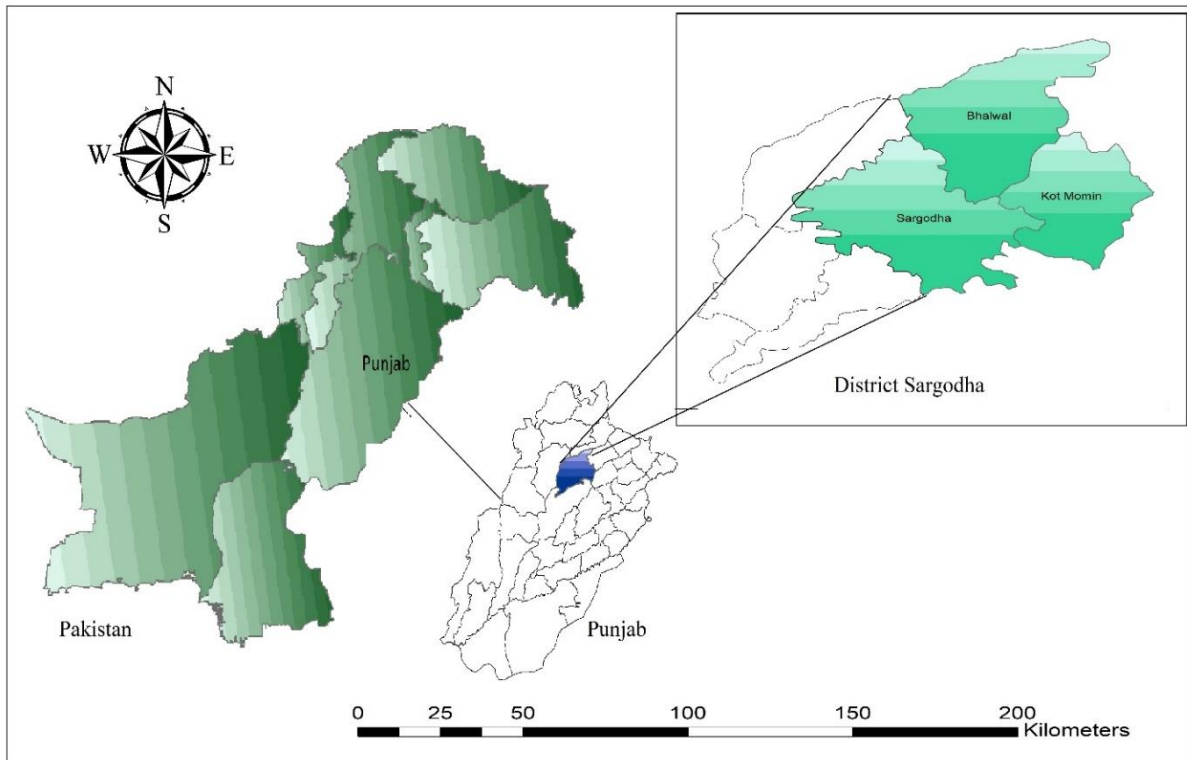 N
W E
S
Bhalwal
Kot Momin
Sargodha
Punjab
District Sargodha
Pakistan
Punjab
0 25 50 100 150 200
Kilometers